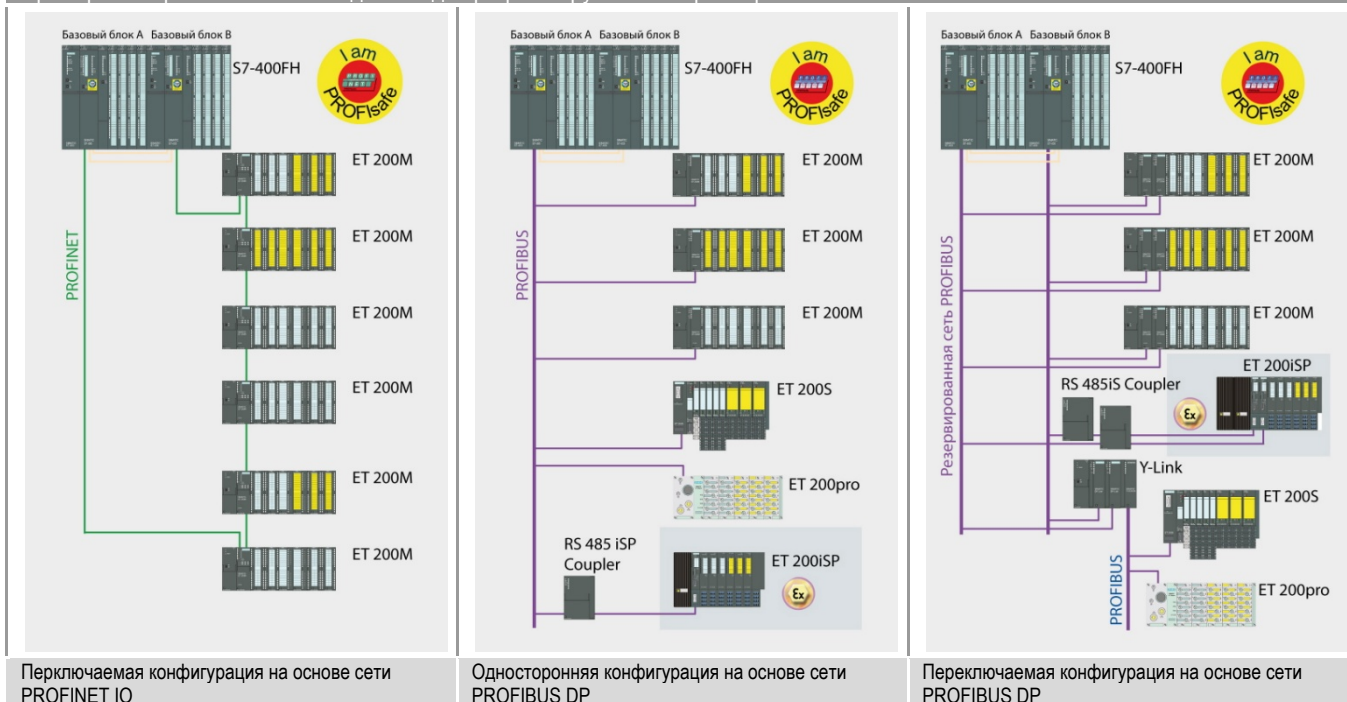 Базовый блок A Базовый блок B
S7-400FH
I am
PROFIsafe
ET 200M
ET 200M
PROFINET
ET 200M
ET 200M
ET 200M
ET 200M
Перключаемая конфигурация на основе сети
PROFINET IO
Базовый блок A Базовый блок B
S7-400FH
I am
PROFIsafe
ET 200M
ET 200M
PROFIBUS
ET 200M
ET 200S
ET 200pro
RS 485 iSP
Coupler
ET 200iSP
Ex
Односторонняя конфигурация на основе сети
PROFIBUS DP
Базовый блок A Базовый блок B
S7-400FH
I am
PROFIsafe
ET 200M
ET 200M
Резервированная сеть PROFIBUS
ET 200M
ET 200iSP
RS 485iS Coupler
Ex
Y-Link
ET 200S
PROFIBUS
ET 200pro
Переключаемая конфигурация на основе сети
PROFIBUS DP